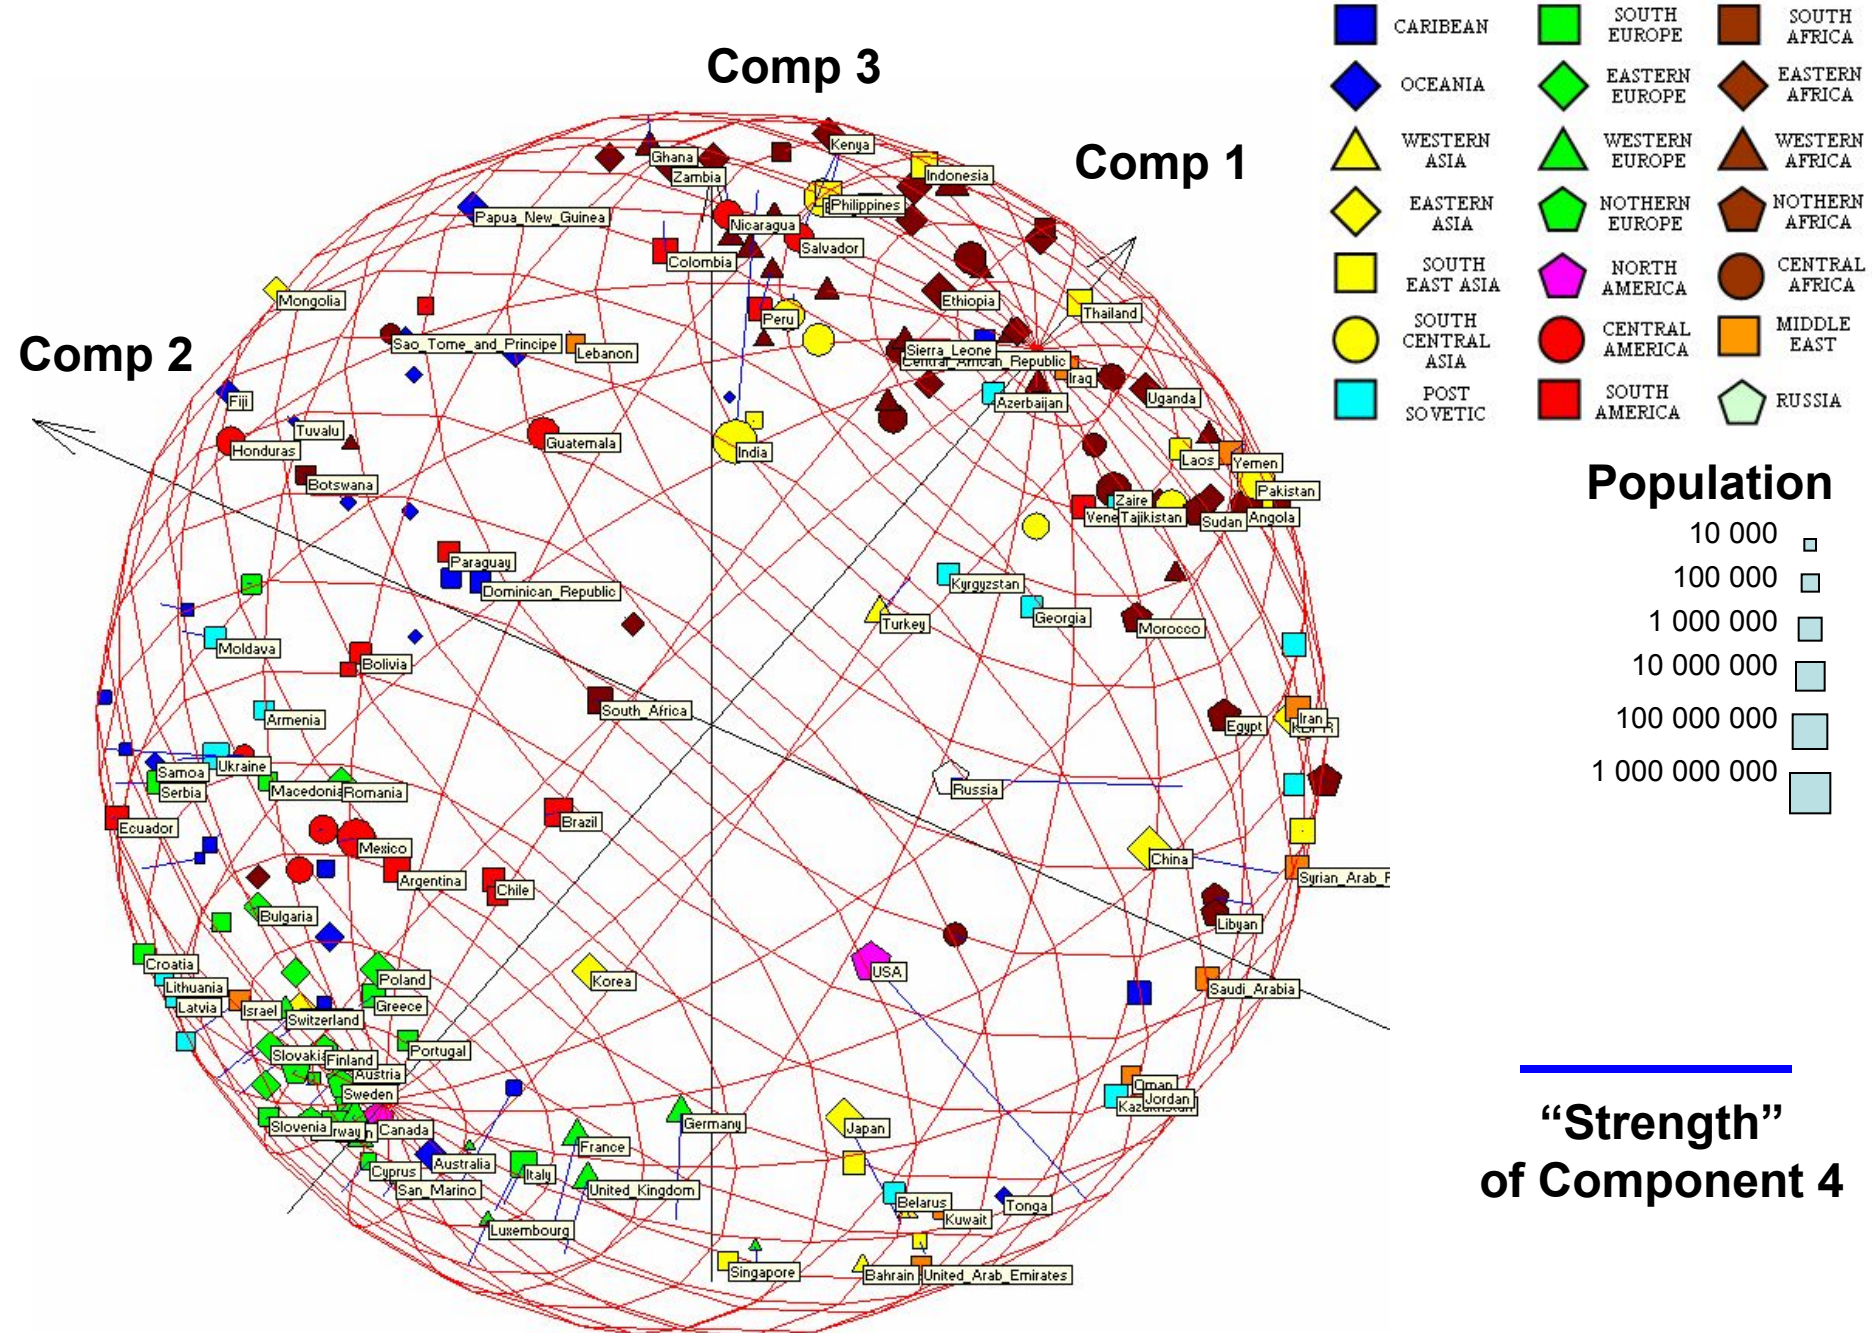 Comp 3
Comp 1
Comp 2
CARIBEAN
SOUTH
EUROPE
SOUTH
AFRICA
OCEANIA
EASTERN
EUROPE
EASTERN
AFRICA
WESTERN
ASIA
WESTERN
EUROPE
WESTERN
AFRICA
EASTERN
ASIA
NOTHERN
EUROPE
NOTHERN
AFRICA
SOUTH
EAST ASIA
NORTH
AMERICA
CENTRAL
AFRICA
SOUTH
CENTRAL
ASIA
CENTRAL
AMERICA
MIDDLE
EAST
POST
SOVETIC
SOUTH
AMERICA
RUSSIA
Population
10 000
100 000
1 000 000
10 000 000
100 000 000
1 000 000 000
“Strength”
of Component 4
Kenya
Ghana
Zambia
Indonesia
Philippines
Papua_New_Guinea
Nicaragua
Salvador
Colombia
Mongolia
Ethiopia
Thailand
Peru
Sao_Tome_and_Principe
Lebanon
Sierra_Leone
Central_African_Republic
Iraq
Fiji
Azerbaijan
Uganda
Tuvalu
Honduras
Guatemala
India
Laos
Yemen
Botswana
Pakistan
Zaire
Vene
Tajikistan
Sudan
Angola
Paraguay
Dominican_Republic
Kyrgyzstan
Georgia
Turkey
Morocco
Moldava
Bolivia
South_Africa
Armenia
Egypt
Iran
Ukraine
Samoa
Serbia
Macedonia
Romania
Russia
Brazil
Ecuador
Mexico
China
Argentina
Chile
Syrian_Arab_R
Bulgaria
Libyan
Croatia
Poland
Korea
USA
Lithuania
Saudi_Arabia
Latvia
Israel
Greece
Switzerland
Portugal
Slovakia
Finland
Austria
Sweden
Oman
Jordan
Kazakhstan
Slovenia
Canada
Germany
Japan
France
Cyprus
Australia
Italy
San_Marino
United_Kingdom
Belarus
Kuwait
Tonga
Luxembourg
Singapore
Bahrain
United_Arab_Emirates